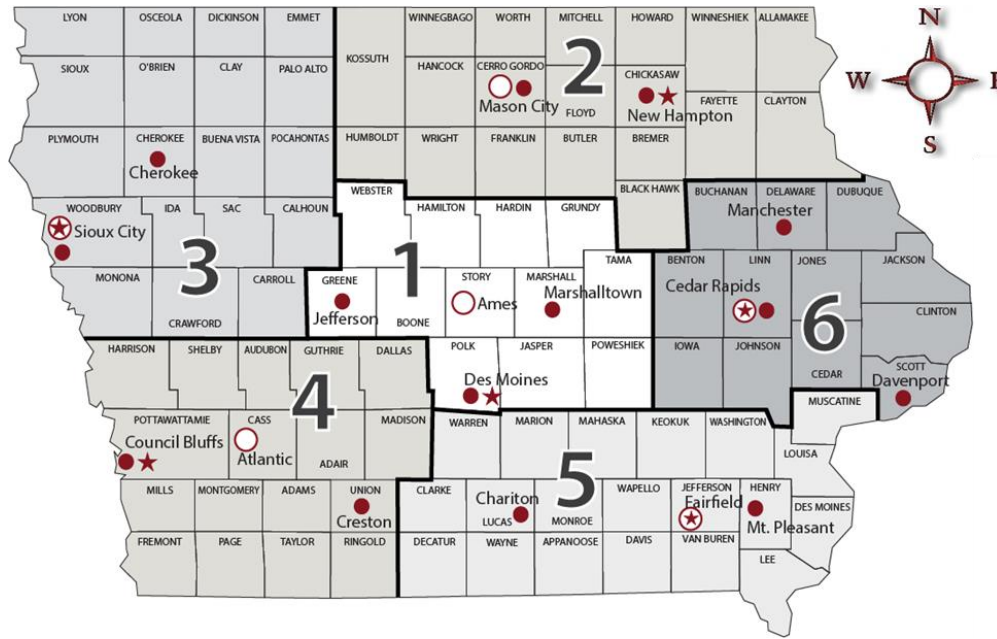 LYON
OSCEOLA
DICKINSON
EMMET
WINNEGBAGO
WORTH
MITCHELL
HOWARD
WINNESHIEK
ALLAMAKEE
N
W
E
S
KOSSUTH
2
SIOUX
O'BRIEN
CLAY
PALO ALTO
HANCOCK
CERRO GORDO
Mason City
FLOYD
CHICKASAW
New Hampton
FAYETTE
CLAYTON
PLYMOUTH
CHEROKEE
Cherokee
BUENA VISTA
POCAHONTAS
HUMBOLDT
WRIGHT
FRANKLIN
BUTLER
BREMER
WEBSTER
BLACK HAWK
BUCHANAN
DELAWARE
DUBUQUE
Manchester
WOODBURY
Sioux City
IDA
SAC
CALHOUN
HAMILTON
HARDIN
GRUNDY
3
1
TAMA
BENTON
LINN
JONES
JACKSON
MONONA
CRAWFORD
CARROLL
GREENE
Jefferson
BOONE
STORY
Ames
MARSHALL
Marshalltown
Cedar Rapids
CLINTON
6
HARRISON
SHELBY
AUDUBON
GUTHRIE
DALLAS
POLK
JASPER
POWESHIEK
IOWA
JOHNSON
CEDAR
SCOTT
Davenport
Des Moines
MUSCATINE
4
POTTAWATTAMIE
Council Bluffs
CASS
Atlantic
ADAIR
MADISON
WARREN
MARION
MAHASKA
KEOKUK
WASHINGTON
LOUISA
5
MILLS
MONTGOMERY
ADAMS
UNION
Creston
CLARKE
Chariton
LUCAS
MONROE
WAPELLO
JEFFERSON
Fairfield
HENRY
Mt. Pleasant
DES MOINES
FREMONT
PAGE
TAYLOR
RINGOLD
DECATUR
WAYNE
APPANOOSE
DAVIS
VAN BUREN
LEE